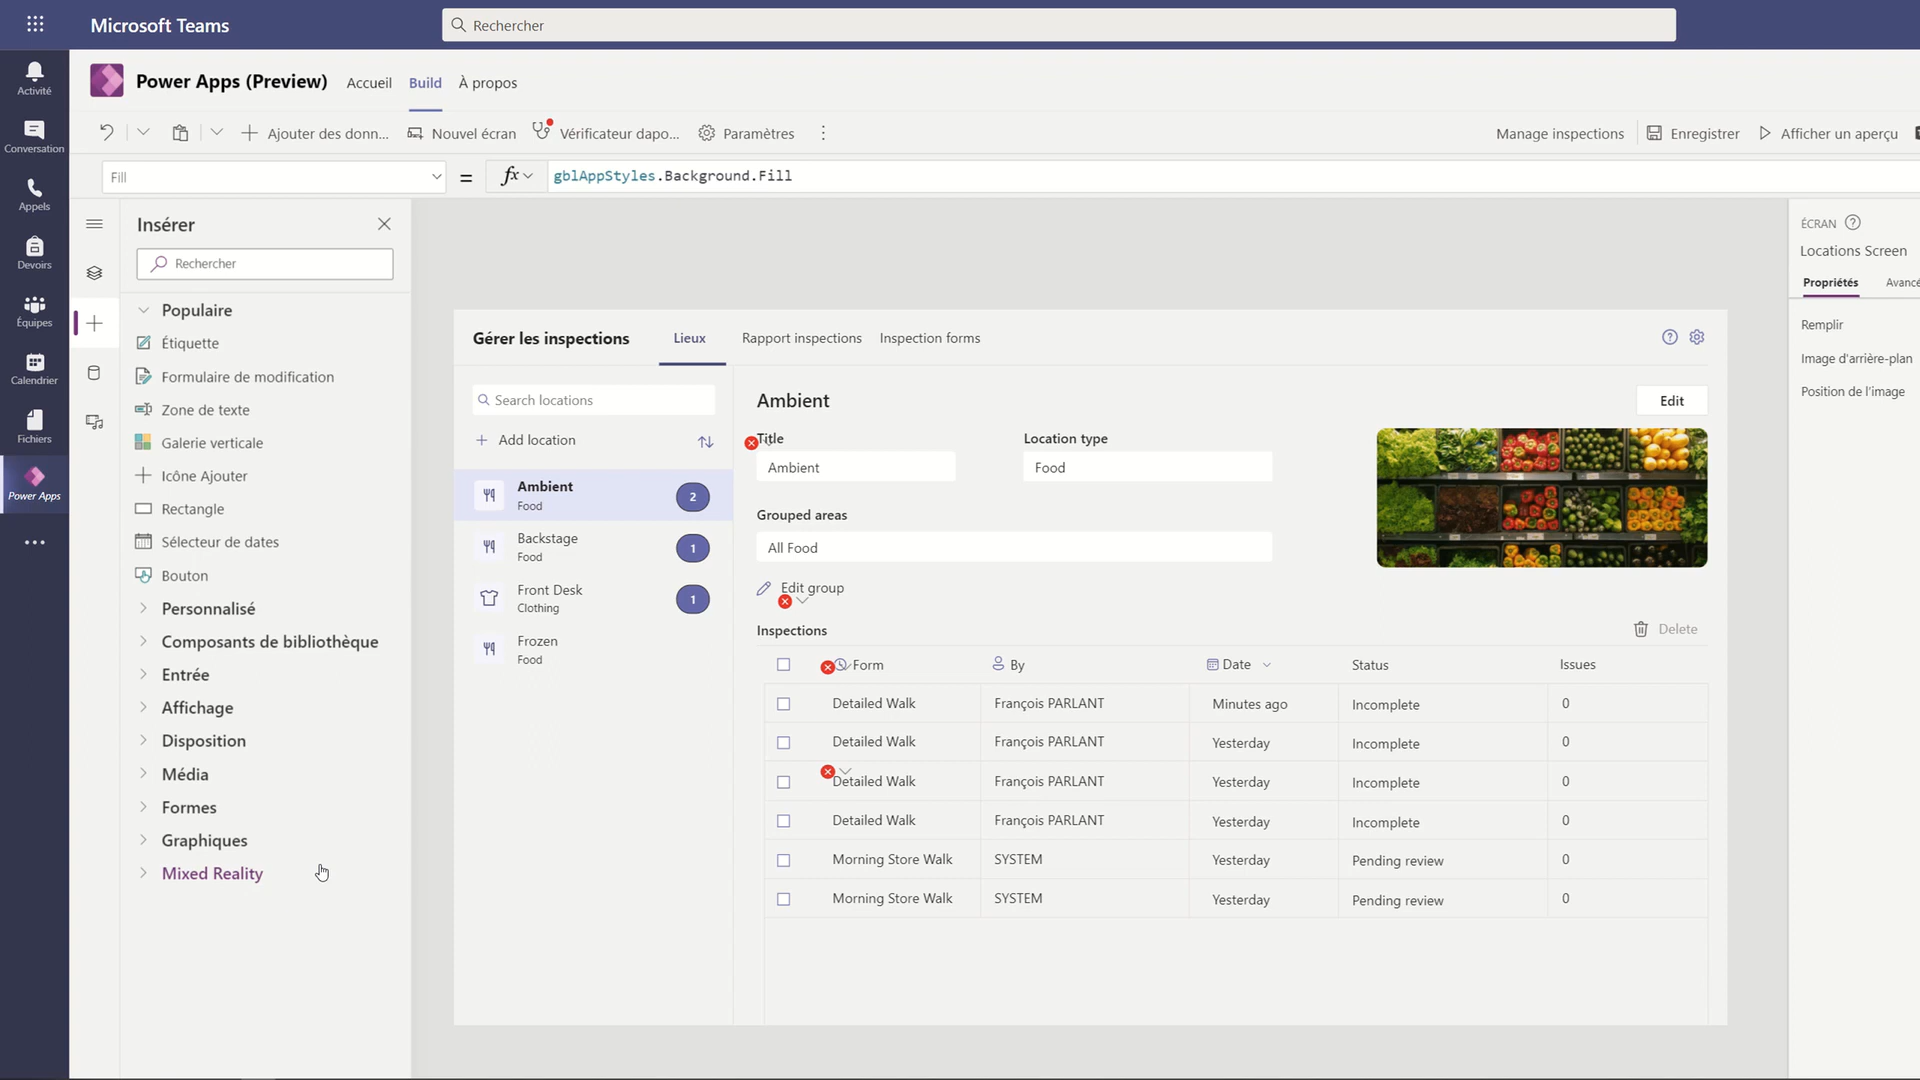 Microsoft Teams
Rechercher
Activité
Conversation
Appels
Devoirs
Équipes
Calendrier
Fichiers
Power Apps
Power Apps (Preview)
Accueil
Build
À propos
Ajouter des donn...
Nouvel écran
Vérificateur dapo...
Paramètres
Manage inspections
Enregistrer
Afficher un aperçu
Fill
=
fx
gblAppStyles.Background.Fill
Insérer
Rechercher
Populaire
Étiquette
Formulaire de modification
Zone de texte
Galerie verticale
Icône Ajouter
Rectangle
Sélecteur de dates
Bouton
Personnalisé
Composants de bibliothèque
Entrée
Affichage
Disposition
Média
Formes
Graphiques
Mixed Reality
Gérer les inspections
Lieux
Rapport inspections
Inspection forms
Search locations
Add location
Ambient
Food
2
Backstage
Food
1
Front Desk
Clothing
1
Frozen
Food
Ambient
Edit
Title
Ambient
Location type
Food
Grouped areas
All Food
Edit group
Inspections
Delete
Form By Date Status Issues
Detailed Walk François PARLANT Minutes ago Incomplete 0
Detailed Walk François PARLANT Yesterday Incomplete 0
Detailed Walk François PARLANT Yesterday Incomplete 0
Detailed Walk François PARLANT Yesterday Incomplete 0
Morning Store Walk SYSTEM Yesterday Pending review 0
Morning Store Walk SYSTEM Yesterday Pending review 0
ÉCRAN
Locations Screen
Propriétés
Avancé
Remplir
Image d'arrière-plan
Position de l'image